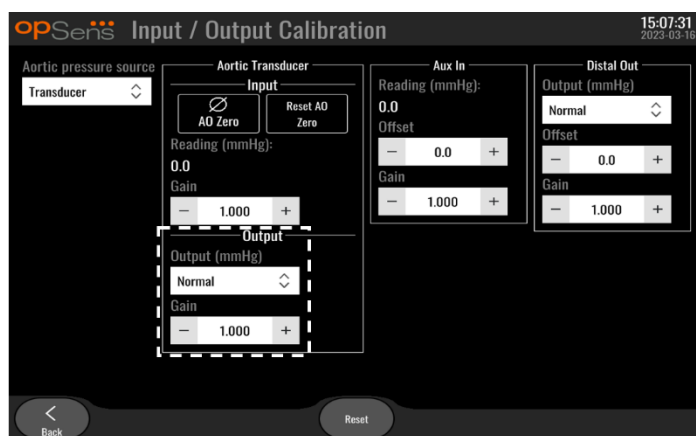 opSens Input / Output Calibration
15:07:31
2023-03-16
Aortic pressure source
Transducer
Aortic Transducer
Input
AO Zero
Reset AO
Zero
Reading (mmHg):
0.0
Gain
− 1.000 +
Output
Output (mmHg)
Normal
Gain
− 1.000 +
Aux In
Reading (mmHg):
0.0
Offset
− 0.0 +
Gain
− 1.000 +
Distal Out
Output (mmHg)
Normal
Offset
− 0.0 +
Gain
− 1.000 +
Back
Reset